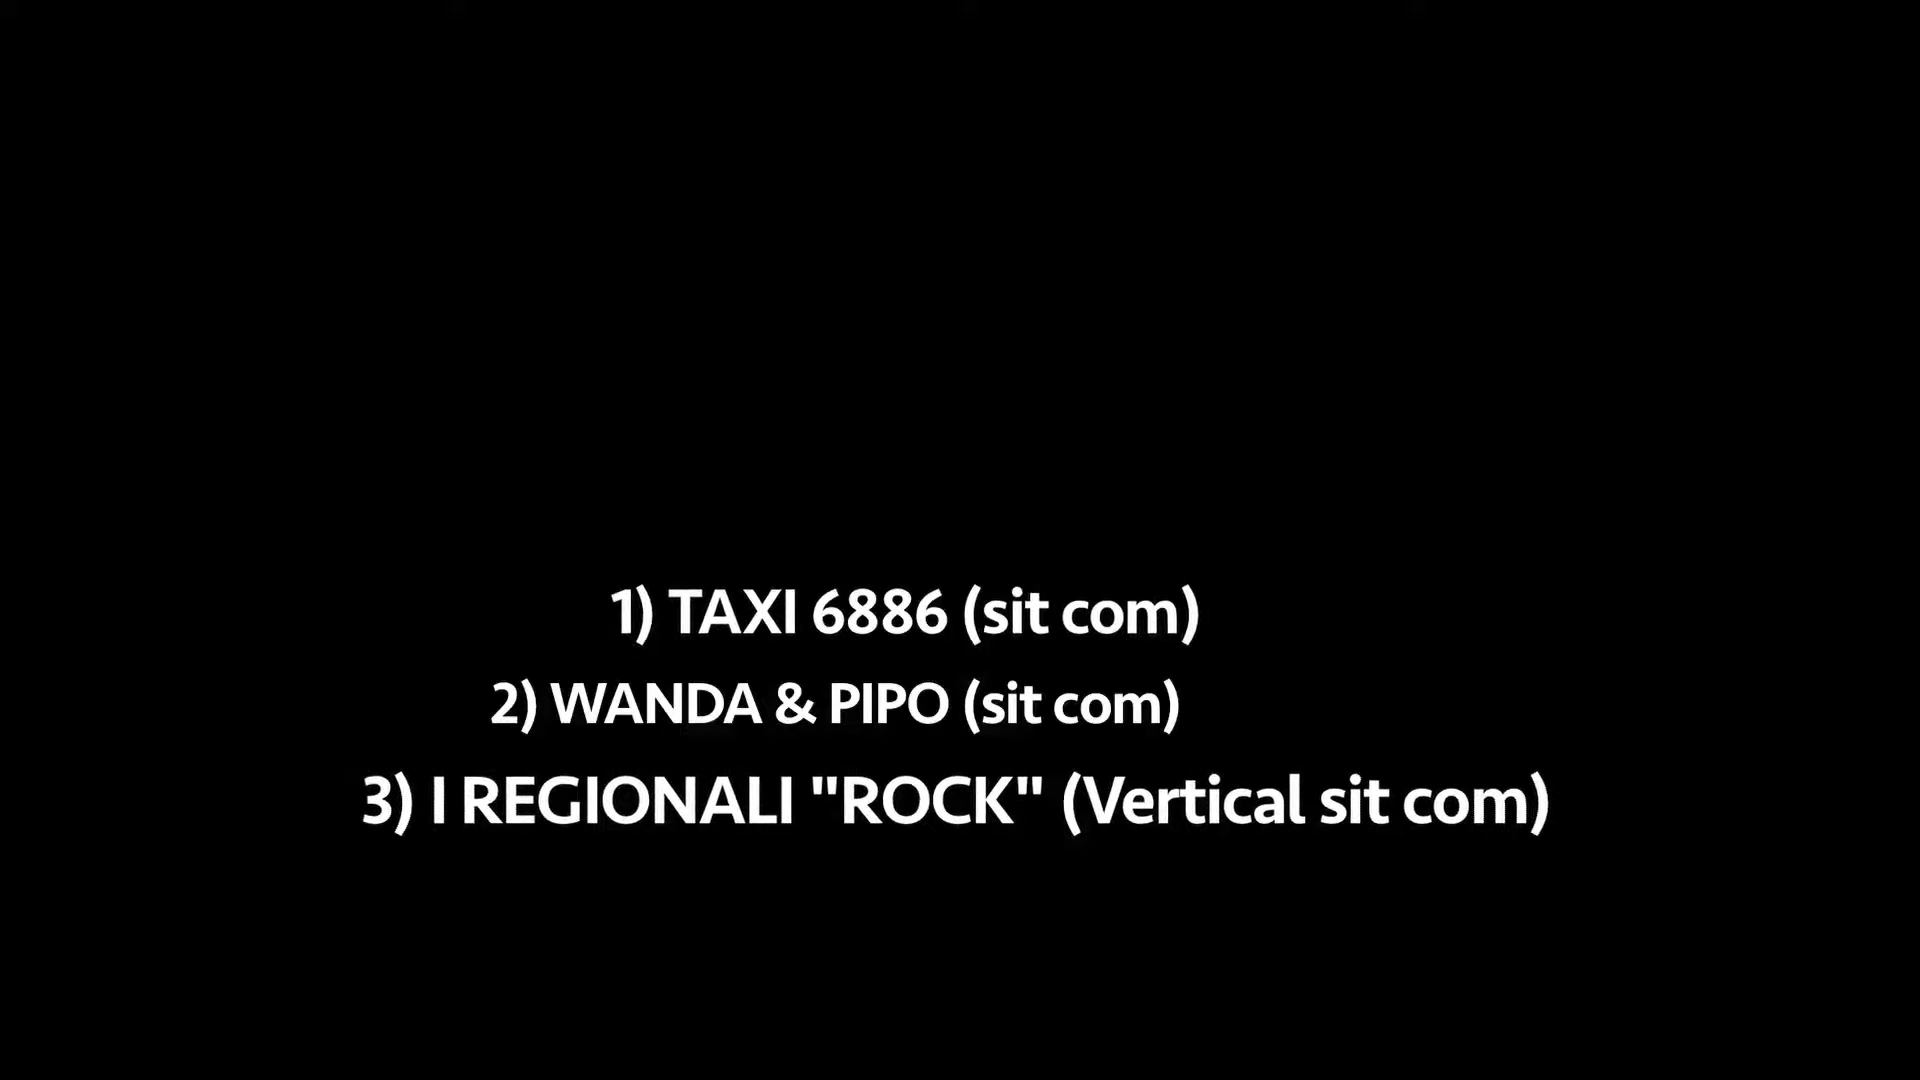 1) TAXI 6886 (sit com)
2) WANDA & PIPO (sit com)
3) I REGIONALI "ROCK" (Vertical sit com)